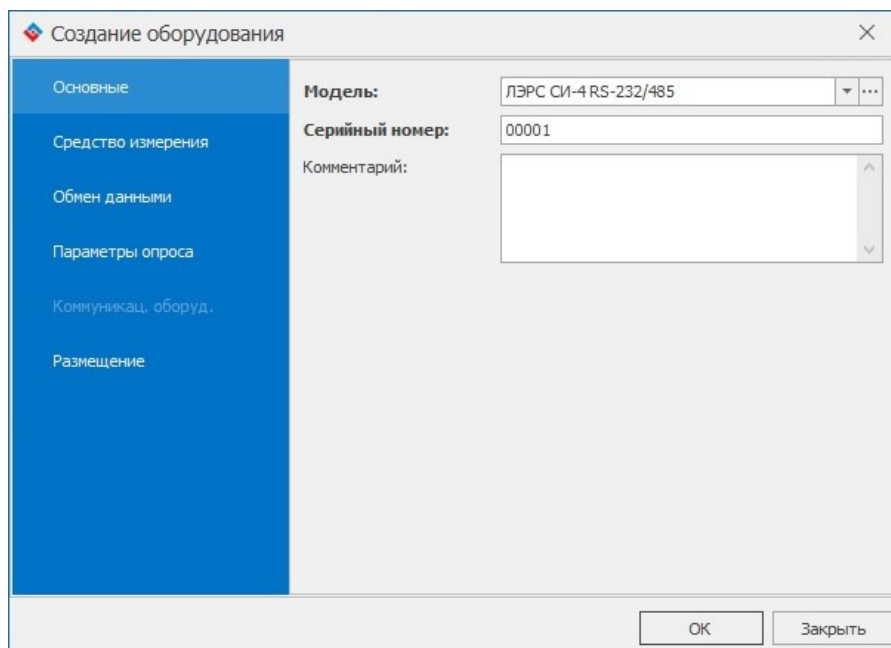 Создание оборудования
Основные
Средство измерения
Обмен данными
Параметры опроса
Коммуникац. оборуд.
Размещение
Модель: ЛЭРС СИ-4 RS-232/485
Серийный номер: 00001
Комментарий:
ОК
Закрыть